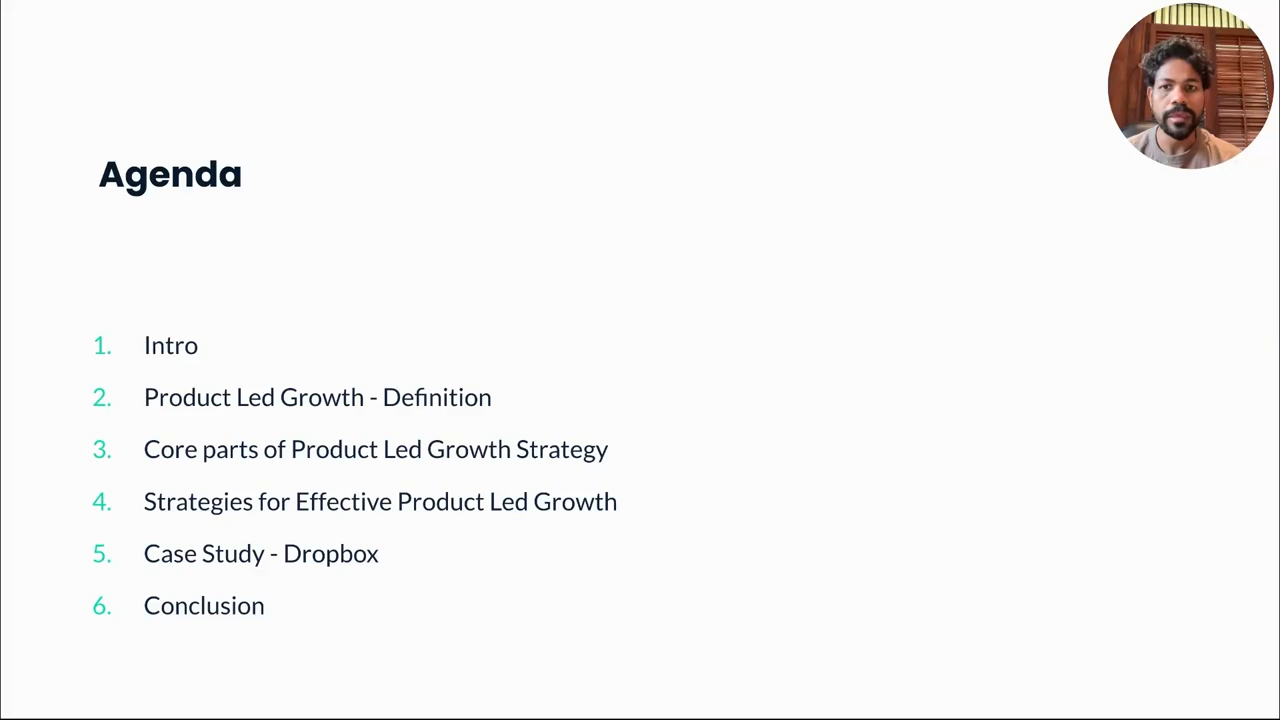 Agenda
1. Intro
2. Product Led Growth - Definition
3. Core parts of Product Led Growth Strategy
4. Strategies for Effective Product Led Growth
5. Case Study - Dropbox
6. Conclusion